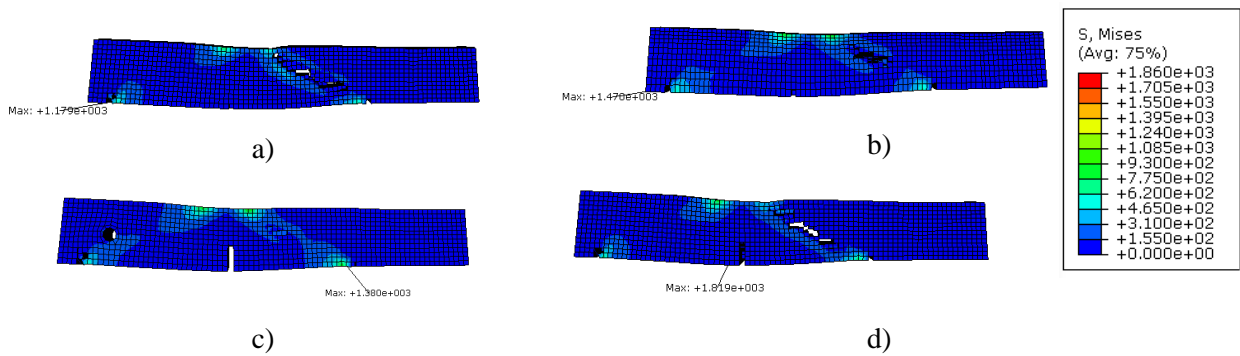 Max: +1.179e+003
a)
Max: +1.470e+003
b)
Max: +1.380e+003
c)
Max: +1.819e+003
d)
S, Mises
(Avg: 75%)
+1.860e+03
+1.705e+03
+1.550e+03
+1.395e+03
+1.240e+03
+1.085e+03
+9.300e+02
+7.750e+02
+6.200e+02
+4.650e+02
+3.100e+02
+1.550e+02
+0.000e+00